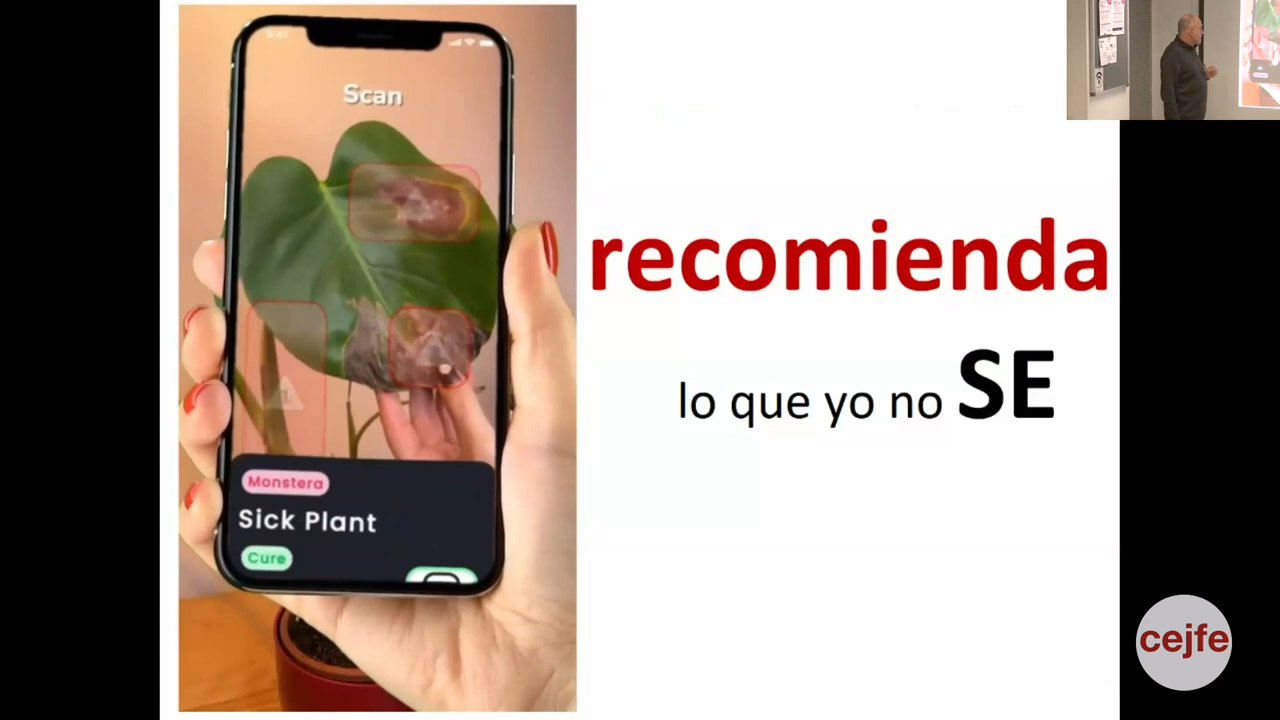 Scan
Monstera
Sick Plant
Cure
recomienda
lo que yo no SE
cejfe